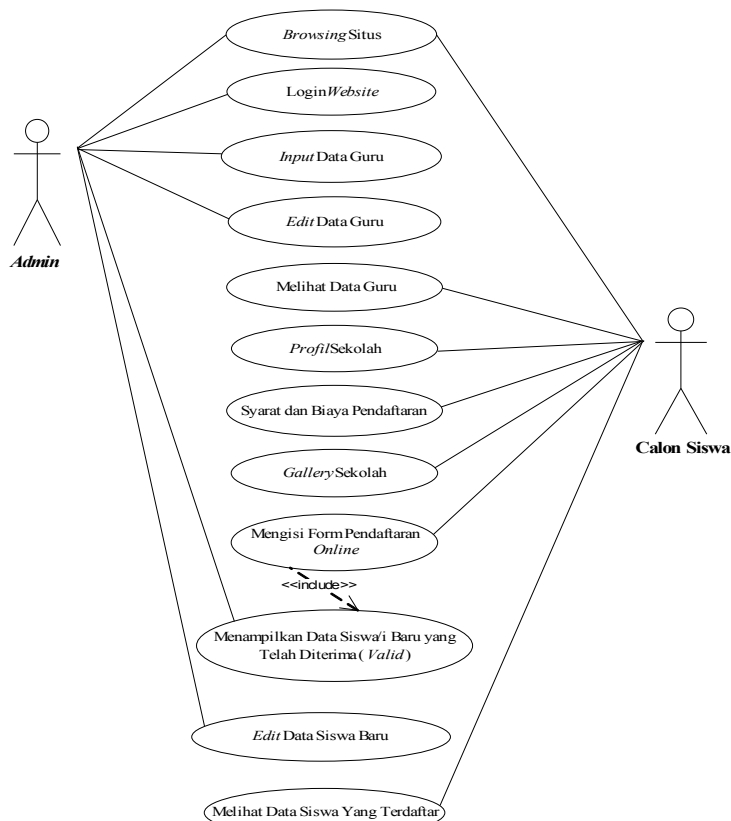 Browsing Situs
Login Website
Input Data Guru
Edit Data Guru
Admin
Melihat Data Guru
Profil Sekolah
Syarat dan Biaya Pendaftaran
Calon Siswa
Gallery Sekolah
Mengisi Form Pendaftaran
Online
<<include>>
Menampilkan Data Siswa/i Baru yang
Telah Diterima ( Valid )
Edit Data Siswa Baru
Melihat Data Siswa Yang Terdaftar